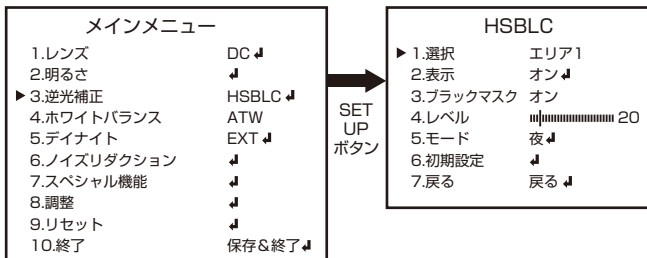 メインメニュー
1.レンズ DC↲
2.明るさ ↲
▶3.逆光補正 HSBLC↲
4.ホワイトバランス ATW
5.デイナイト EXT↲
6.ノイズリダクション ↲
7.スペシャル機能 ↲
8.調整 ↲
9.リセット ↲
10.終了 保存&終了↲
SET
UP
ボタン
HSBLC
▶1.選択 エリア1
2.表示 オン↲
3.ブラックマスク オン
4.レベル 20
5.モード 夜↲
6.初期設定 ↲
7.戻る 戻る↲